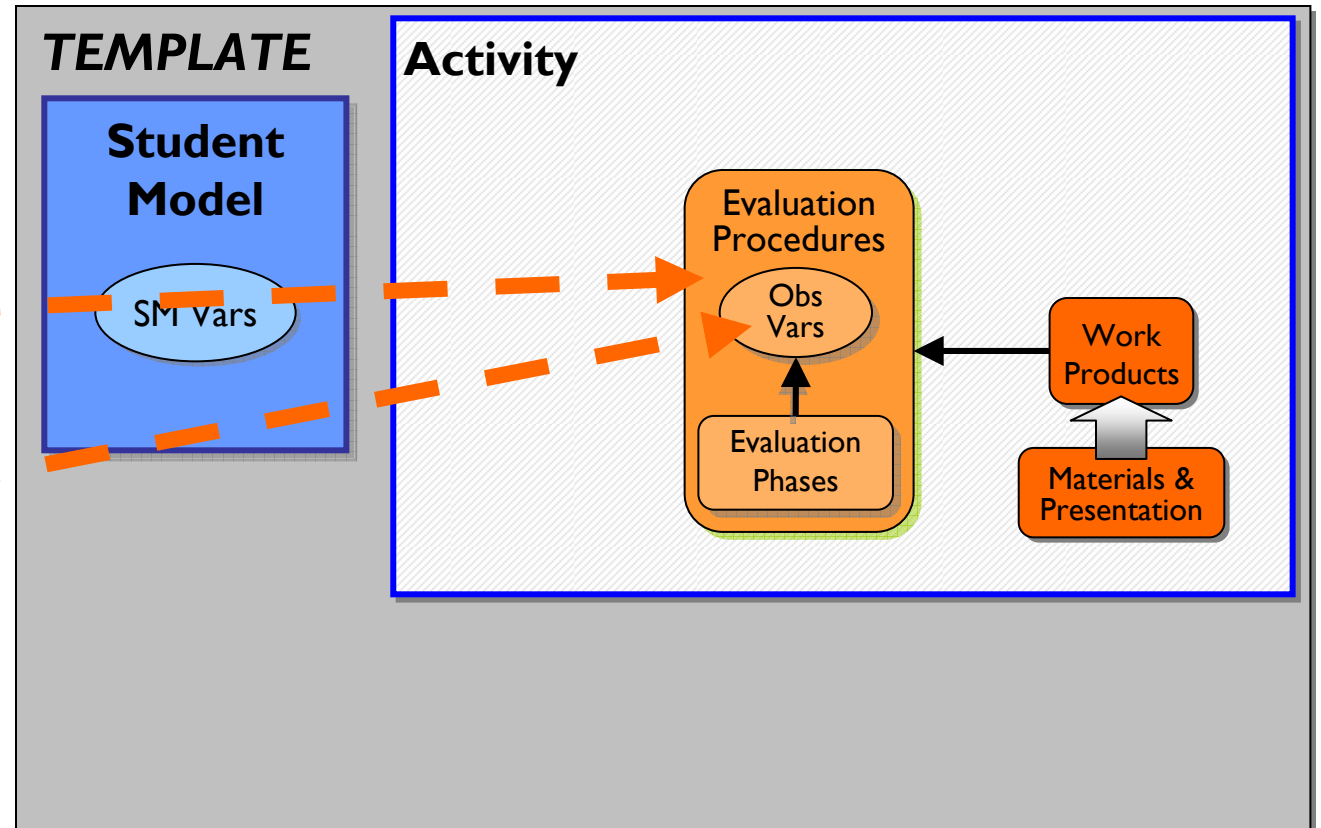 TEMPLATE
Student
Model
SM Vars
Activity
Evaluation
Procedures
Obs
Vars
Evaluation
Phases
Work
Products
Materials &
Presentation